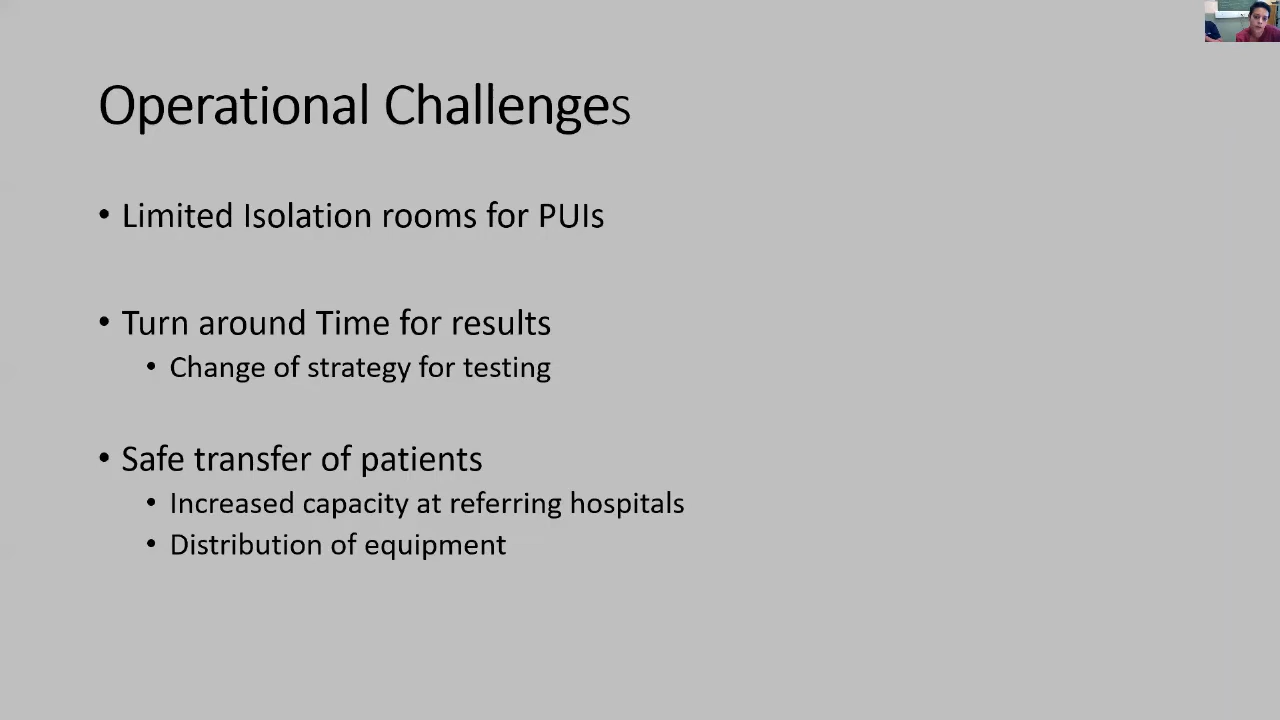 Operational Challenges
• Limited Isolation rooms for PUIs
• Turn around Time for results
• Change of strategy for testing
• Safe transfer of patients
• Increased capacity at referring hospitals
• Distribution of equipment